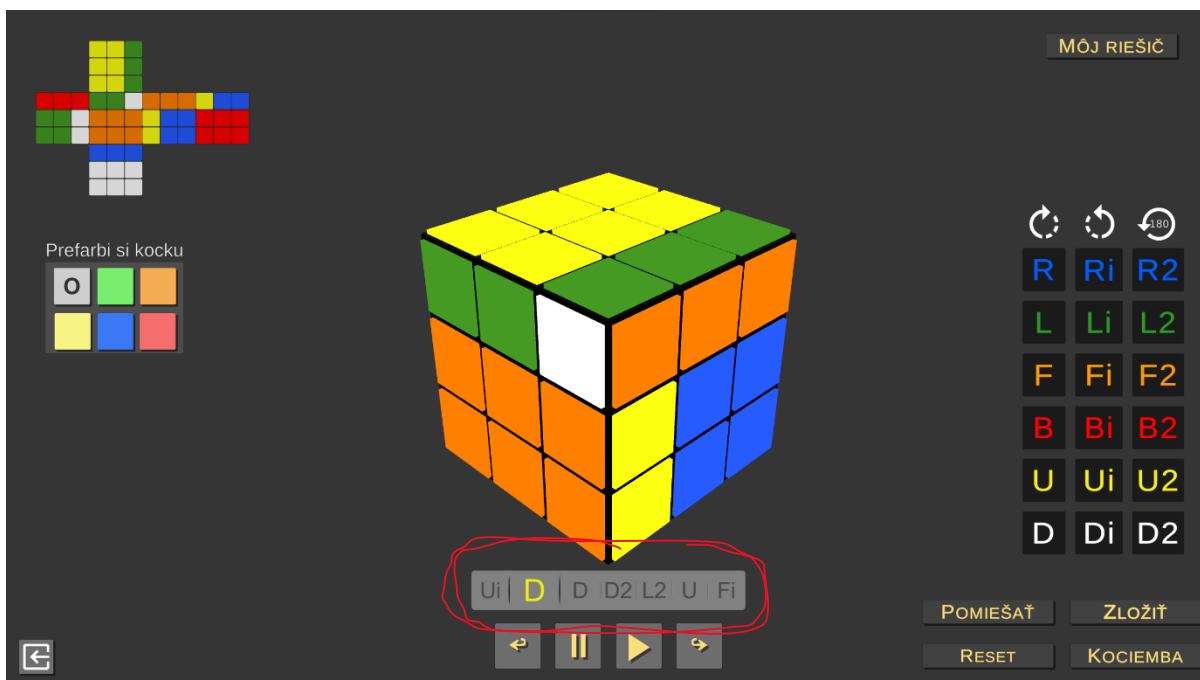 MÔJ RIEŠIČ
Prefarbi si kocku
O
180
R Ri R2
L Li L2
F Fi F2
B Bi B2
U Ui U2
D Di D2
Ui D D D2 L2 U Fi
POMIEŠAŤ ZLOŽIŤ
RESET KOCIEMBA